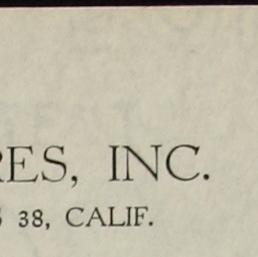 RES, INC.
S 38, CALIF.